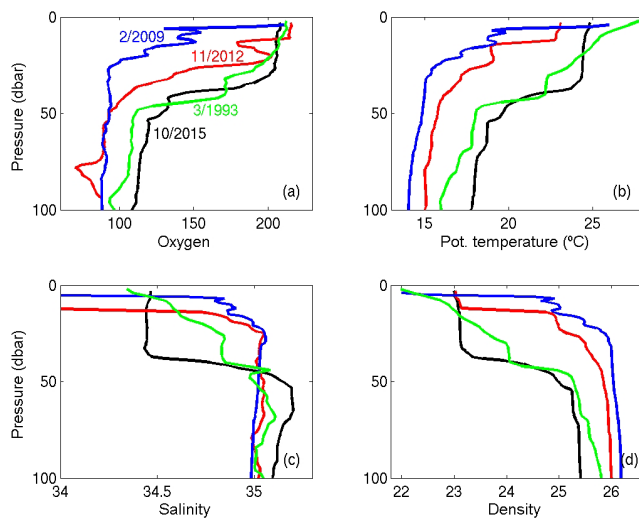 0
50
100
Pressure (dbar)
2/2009
11/2012
3/1993
10/2015
(a)
100 150 200
Oxygen
0
50
100
(b)
15 20 25
Pot. temperature (ºC)
0
50
100
Pressure (dbar)
(c)
34 34.5 35
Salinity
0
50
100
(d)
22 23 24 25 26
Density